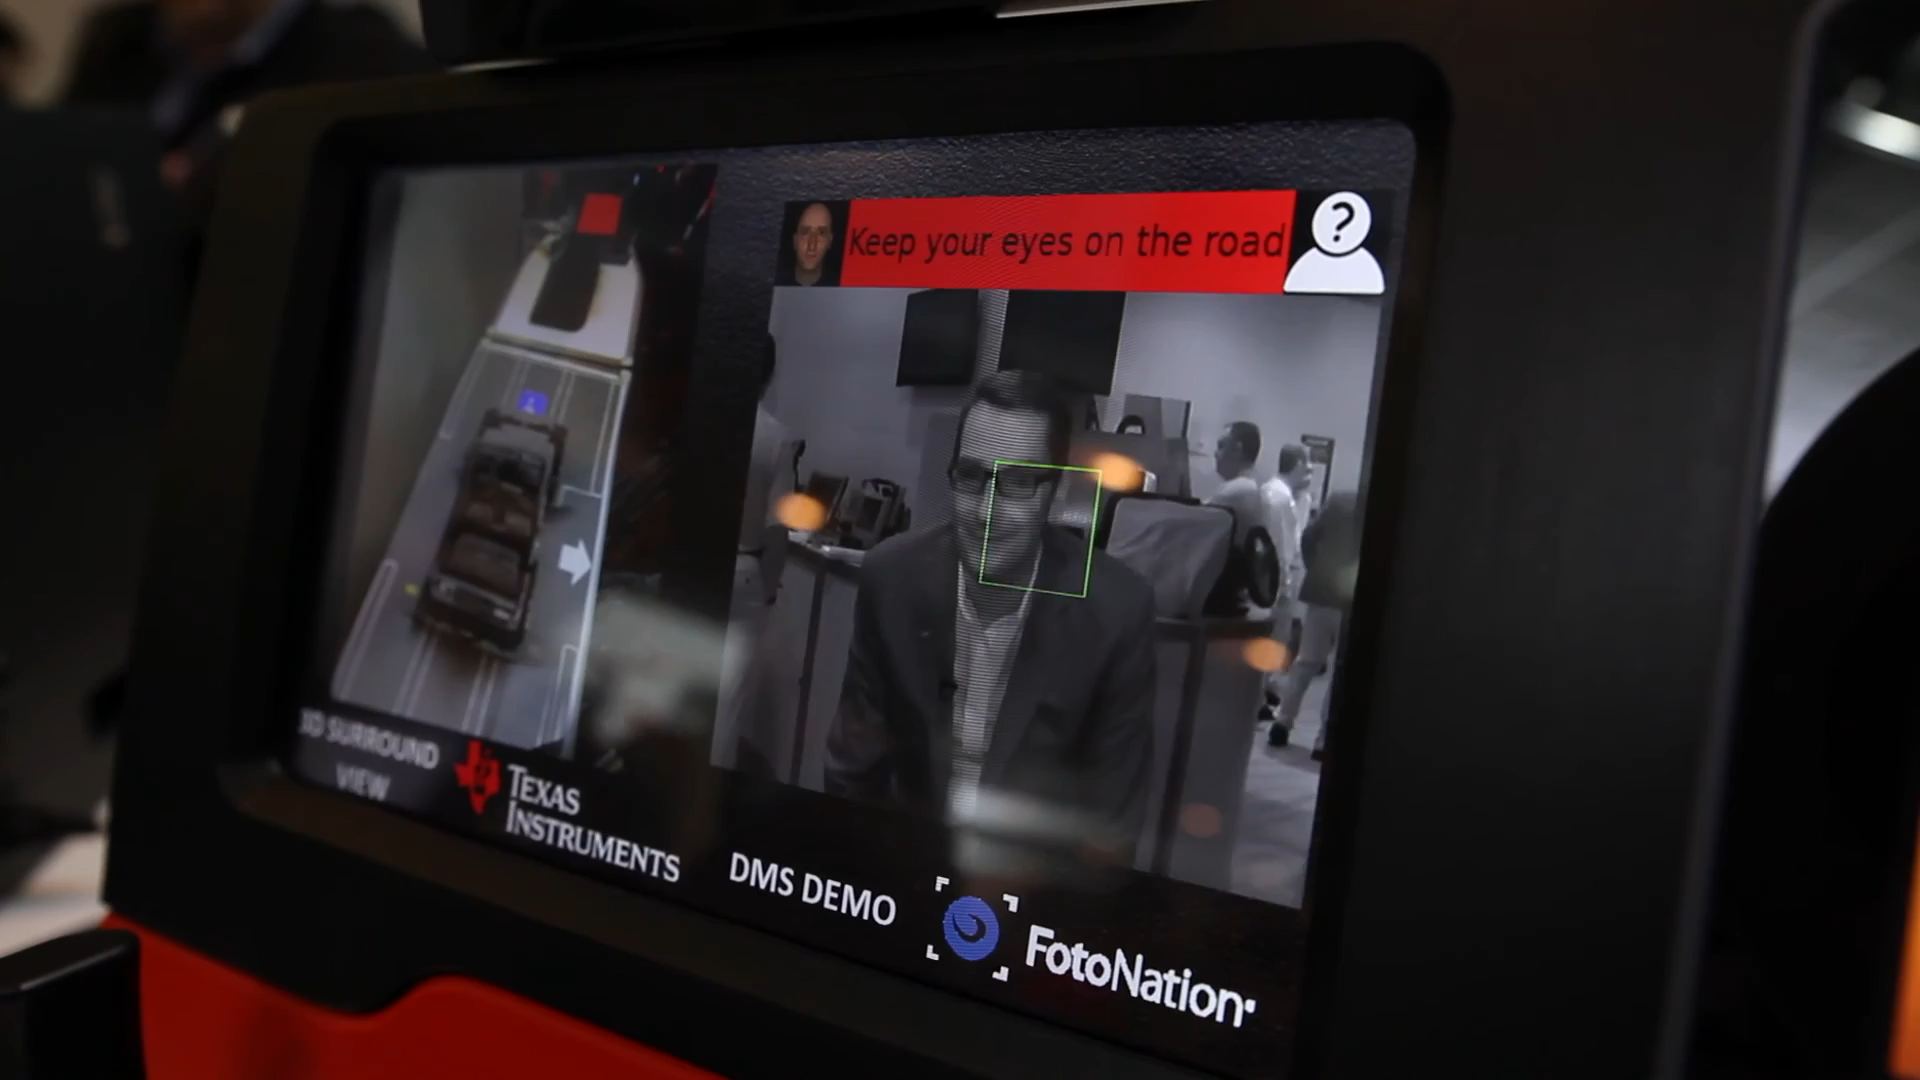 Keep your eyes on the road
?
3D SURROUND
VIEW
TEXAS
INSTRUMENTS
DMS DEMO
FotoNation